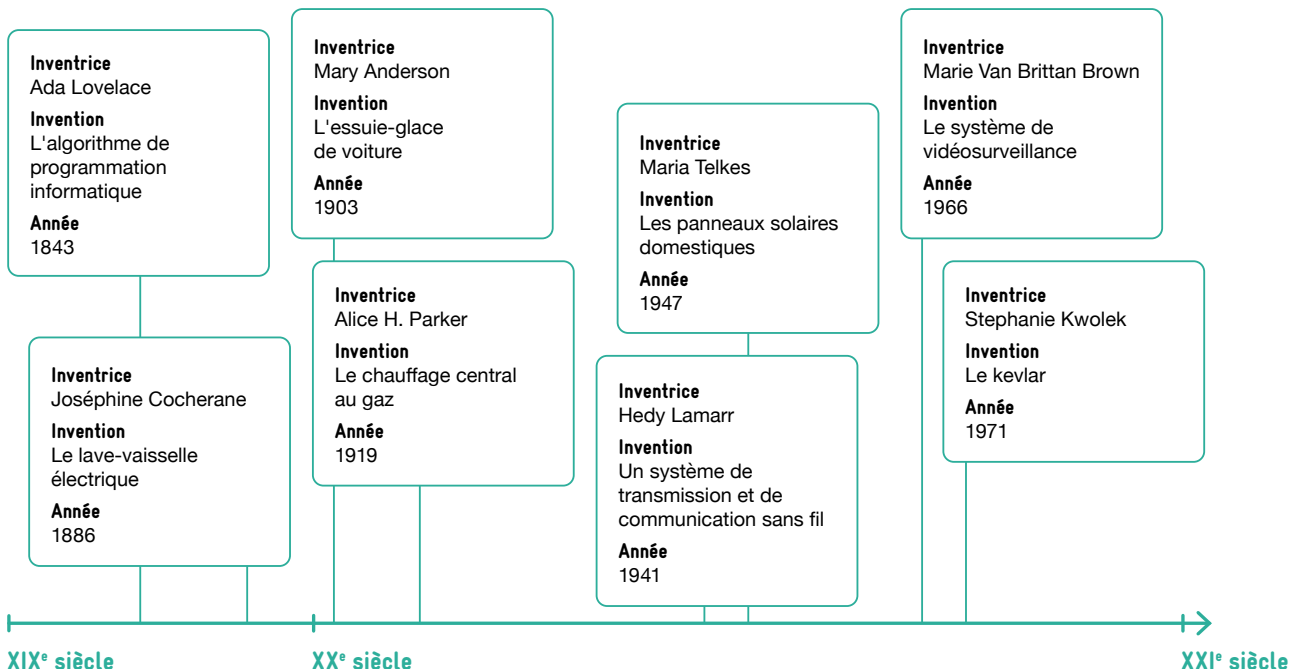 Inventrice
Ada Lovelace
Invention
L'algorithme de
programmation
informatique
Année
1843
Inventrice
Joséphine Cocherane
Invention
Le lave-vaisselle
électrique
Année
1886
Inventrice
Mary Anderson
Invention
L'essuie-glace
de voiture
Année
1903
Inventrice
Alice H. Parker
Invention
Le chauffage central
au gaz
Année
1919
Inventrice
Maria Telkes
Invention
Les panneaux solaires
domestiques
Année
1947
Inventrice
Hedy Lamarr
Invention
Un système de
transmission et de
communication sans fil
Année
1941
Inventrice
Marie Van Brittan Brown
Invention
Le système de
vidéosurveillance
Année
1966
Inventrice
Stephanie Kwolek
Invention
Le kevlar
Année
1971
XIXe siècle
XXe siècle
XXIe siècle